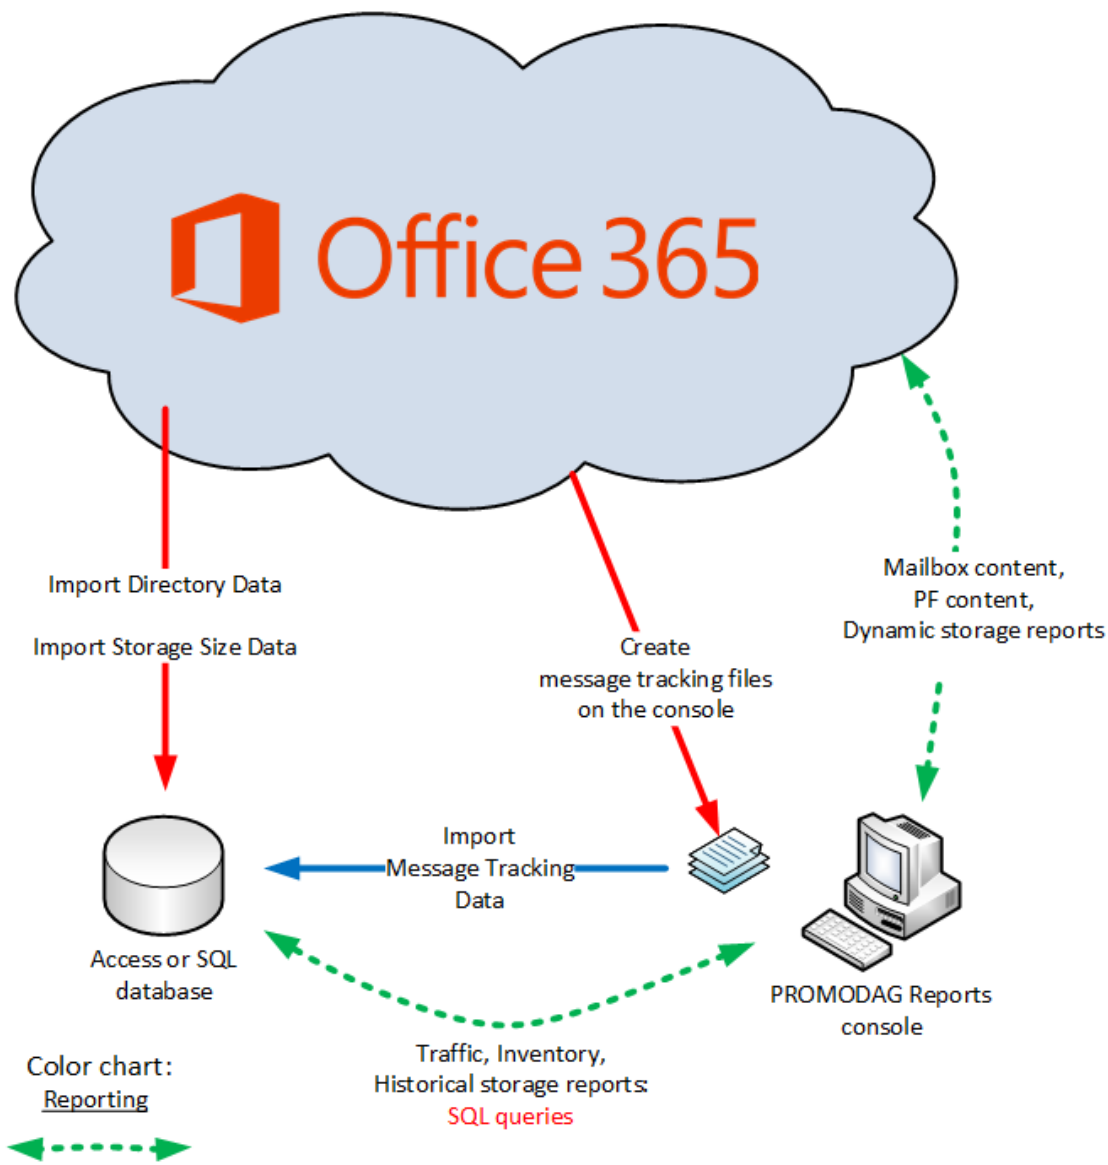 Office 365
Import Directory Data
Import Storage Size Data
Create
message tracking files
on the console
Mailbox content,
PF content,
Dynamic storage reports
Import
Message Tracking
Data
Access or SQL
database
PROMODAG Reports
console
Traffic, Inventory,
Historical storage reports:
SQL queries
Color chart:
Reporting